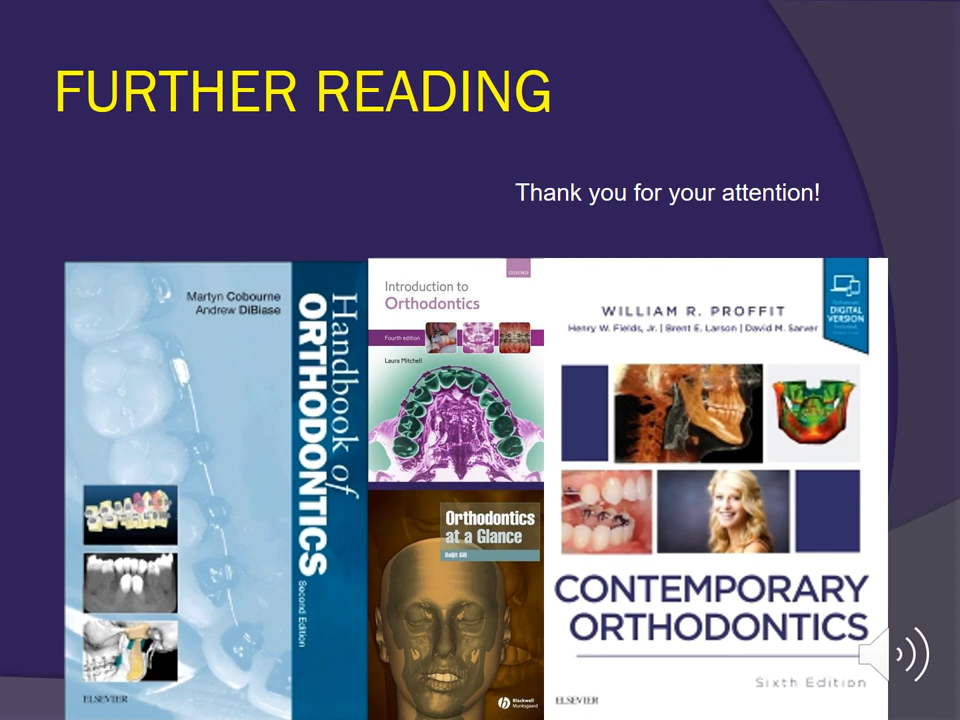 FURTHER READING
Thank you for your attention!
Martyn Cobourne
Andrew DiBiase
Handbook of
ORTHODONTICS
Second Edition
ELSEVIER
OXFORD
Introduction to
Orthodontics
Fourth edition
Laura Mitchell
Orthodontics
at a Glance
Daljit Gill
Blackwell
Munksgaard
WILLIAM R. PROFFIT
Henry W. Fields, Jr. | Brent E. Larson | David M. Sarver
DIGITAL
VERSION
CONTEMPORARY
ORTHODONTICS
Sixth Edition
ELSEVIER